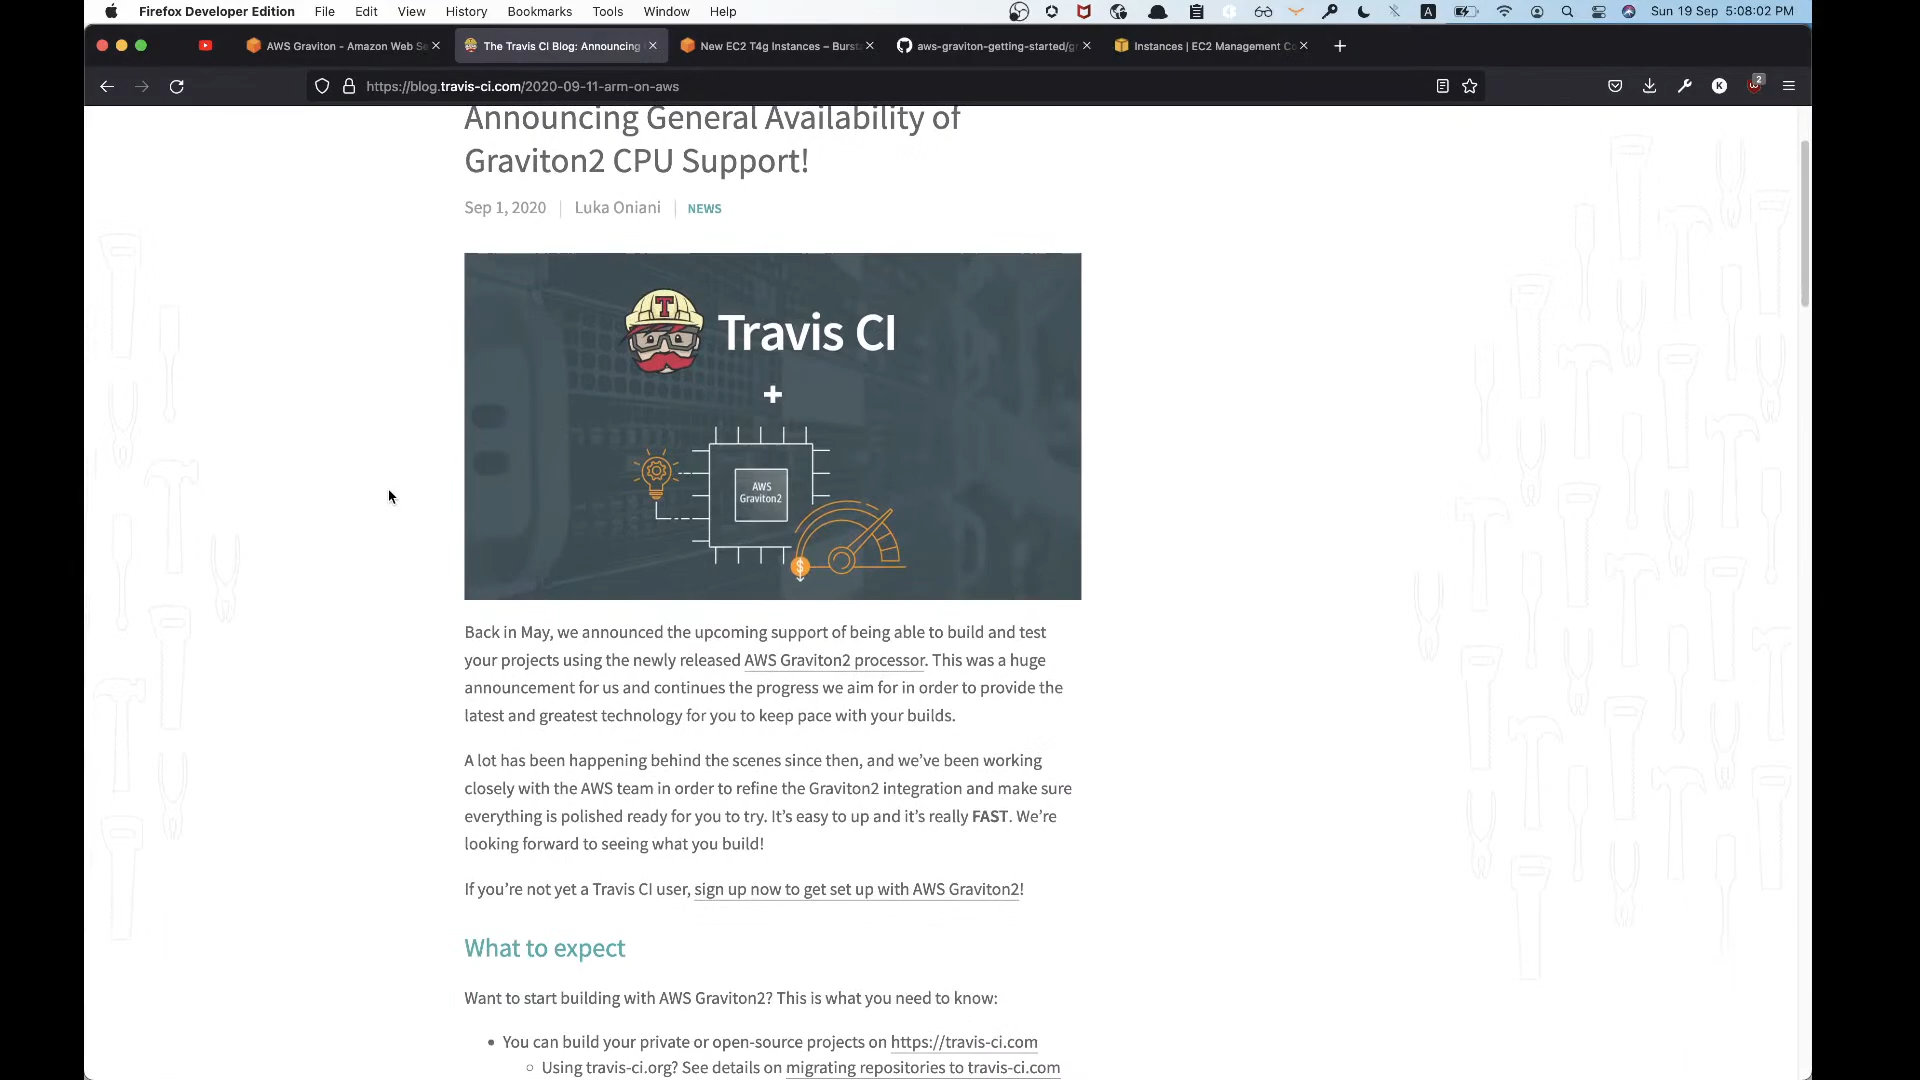 Firefox Developer Edition File Edit View History Bookmarks Tools Window Help A Sun 19 Sep 5:08:02 PM
AWS Graviton - Amazon Web Se The Travis CI Blog: Announcing New EC2 T4g Instances – Bursta aws-graviton-getting-started/gr Instances | EC2 Management Co
https://blog.travis-ci.com/2020-09-11-arm-on-aws K 2
Announcing General Availability of
Graviton2 CPU Support!
Sep 1, 2020 | Luka Oniani | NEWS
T
Travis CI
+
AWS
Graviton2
$
Back in May, we announced the upcoming support of being able to build and test
your projects using the newly released AWS Graviton2 processor. This was a huge
announcement for us and continues the progress we aim for in order to provide the
latest and greatest technology for you to keep pace with your builds.
A lot has been happening behind the scenes since then, and we’ve been working
closely with the AWS team in order to refine the Graviton2 integration and make sure
everything is polished ready for you to try. It’s easy to up and it’s really FAST. We’re
looking forward to seeing what you build!
If you’re not yet a Travis CI user, sign up now to get set up with AWS Graviton2!
What to expect
Want to start building with AWS Graviton2? This is what you need to know:
• You can build your private or open-source projects on https://travis-ci.com
◦ Using travis-ci.org? See details on migrating repositories to travis-ci.com